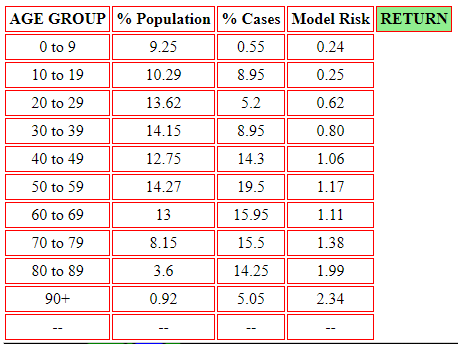 AGE GROUP % Population % Cases Model Risk RETURN
0 to 9 9.25 0.55 0.24
10 to 19 10.29 8.95 0.25
20 to 29 13.62 5.2 0.62
30 to 39 14.15 8.95 0.80
40 to 49 12.75 14.3 1.06
50 to 59 14.27 19.5 1.17
60 to 69 13 15.95 1.11
70 to 79 8.15 15.5 1.38
80 to 89 3.6 14.25 1.99
90+ 0.92 5.05 2.34
-- -- -- --